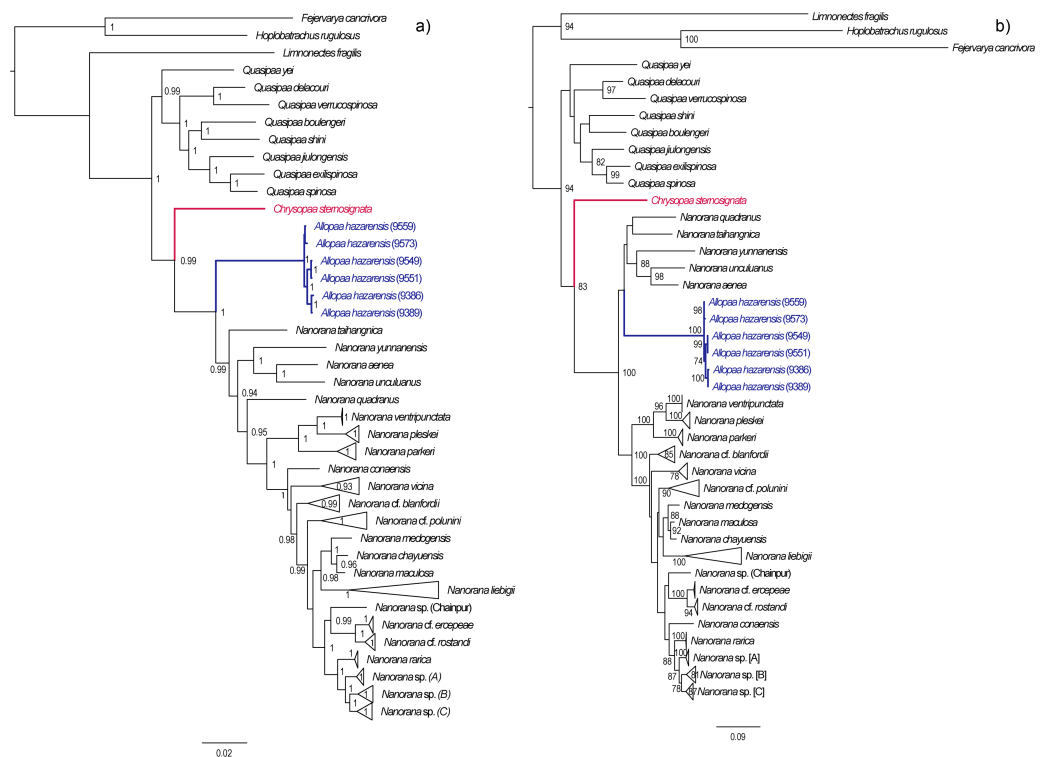 a)
Fejervarya cancrivora
1
Hoplobatrachus rugulosus
Limnonectes fragilis
Quasipaa yei
0.99
Quasipaa delacouri
1
Quasipaa verrucospinosa
1
Quasipaa boulengeri
1
Quasipaa shini
1
Quasipaa jiulongensis
1
Quasipaa exilispinosa
1
1
Quasipaa spinosa
Chrysopaa sternosignata
Allopaa hazarensis (9559)
Allopaa hazarensis (9573)
0.99
1
Allopaa hazarensis (9549)
1
Allopaa hazarensis (9551)
1
Allopaa hazarensis (9386)
1
Allopaa hazarensis (9389)
1
Nanorana taihangnica
Nanorana yunnanensis
0.99
1
Nanorana aenea
1
Nanorana unculuanus
0.94
Nanorana quadranus
Nanorana ventripunctata
1
1
0.95
Nanorana pleskei
1
1
Nanorana parkeri
1
1
Nanorana conaensis
Nanorana vicina
0.93
1
Nanorana cf. blanfordii
0.99
Nanorana cf. polunini
1
0.98
Nanorana medogensis
1
Nanorana chayuensis
0.96
0.99
Nanorana maculosa
0.98
Nanorana liebigii
1
Nanorana sp. (Chainpur)
0.99
Nanorana cf. ercepeae
1
1
Nanorana cf. rostandi
1
1
Nanorana rarica
1
Nanorana sp. (A)
1
1
Nanorana sp. (B)
1
1
Nanorana sp. (C)
1
0.02
b)
Limnonectes fragilis
94
Hoplobatrachus rugulosus
100
Fejervarya cancrivora
Quasipaa yei
Quasipaa delacouri
97
Quasipaa verrucospinosa
Quasipaa shini
Quasipaa boulengeri
Quasipaa jiulongensis
82
Quasipaa exilispinosa
99
Quasipaa spinosa
94
Chrysopaa sternosignata
Nanorana quadranus
Nanorana taihangnica
Nanorana yunnanensis
88
Nanorana unculuanus
98
Nanorana aenea
83
Allopaa hazarensis (9559)
98
Allopaa hazarensis (9573)
100
Allopaa hazarensis (9549)
99
Allopaa hazarensis (9551)
74
Allopaa hazarensis (9386)
100
Allopaa hazarensis (9389)
100
100
Nanorana ventripunctata
96
100
Nanorana pleskei
100
Nanorana parkeri
100
100
Nanorana cf. blanfordii
85
Nanorana vicina
76
100
Nanorana cf. polunini
90
Nanorana medogensis
88
Nanorana maculosa
92
Nanorana chayuensis
Nanorana liebigii
100
Nanorana sp. (Chainpur)
Nanorana cf. ercepeae
100
Nanorana cf. rostandi
94
Nanorana conaensis
Nanorana rarica
100
Nanorana sp. [A]
100
88
Nanorana sp. [B]
81
87
Nanorana sp. [C]
78
87
0.09